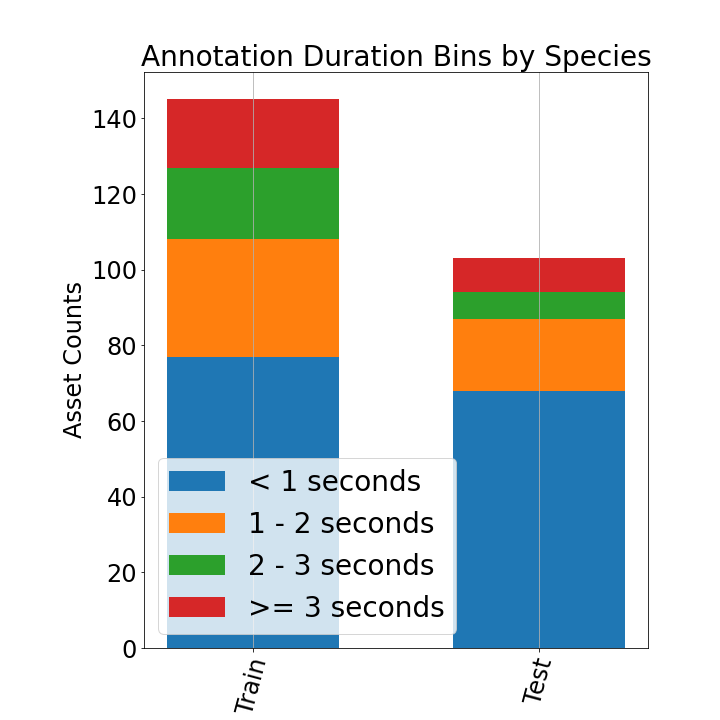 Annotation Duration Bins by Species
Asset Counts
140
120
100
80
60
40
20
0
< 1 seconds
1 - 2 seconds
2 - 3 seconds
>= 3 seconds
Train
Test